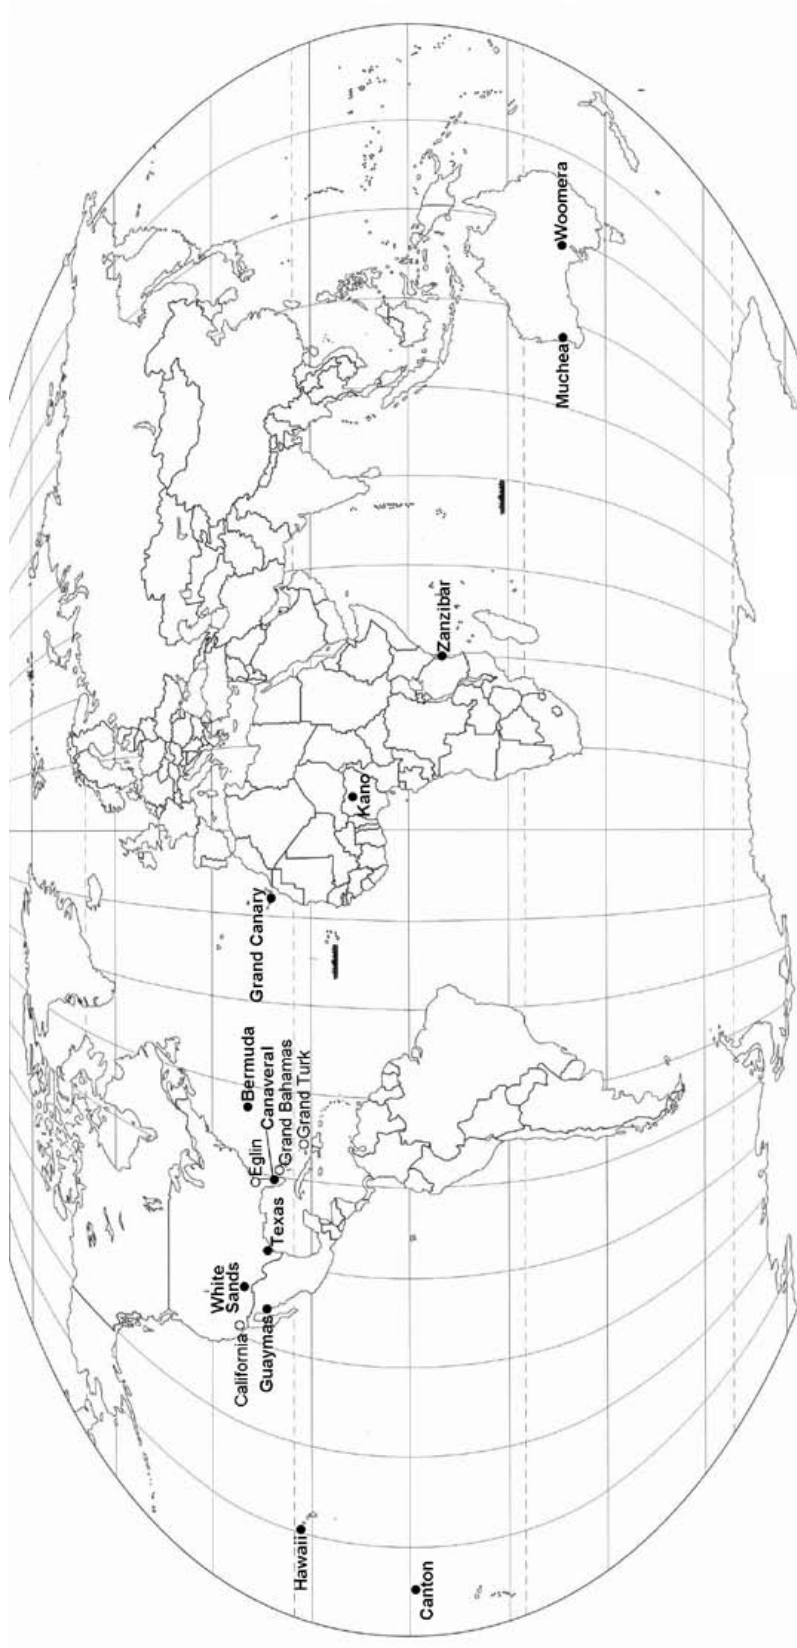 Hawaii
Canton
California
Guaymas
White
Sands
Texas
Eglin
Canaveral
Grand Bahamas
Grand Turk
Bermuda
Grand Canary
Kano
Zanzibar
Muchea
Woomera